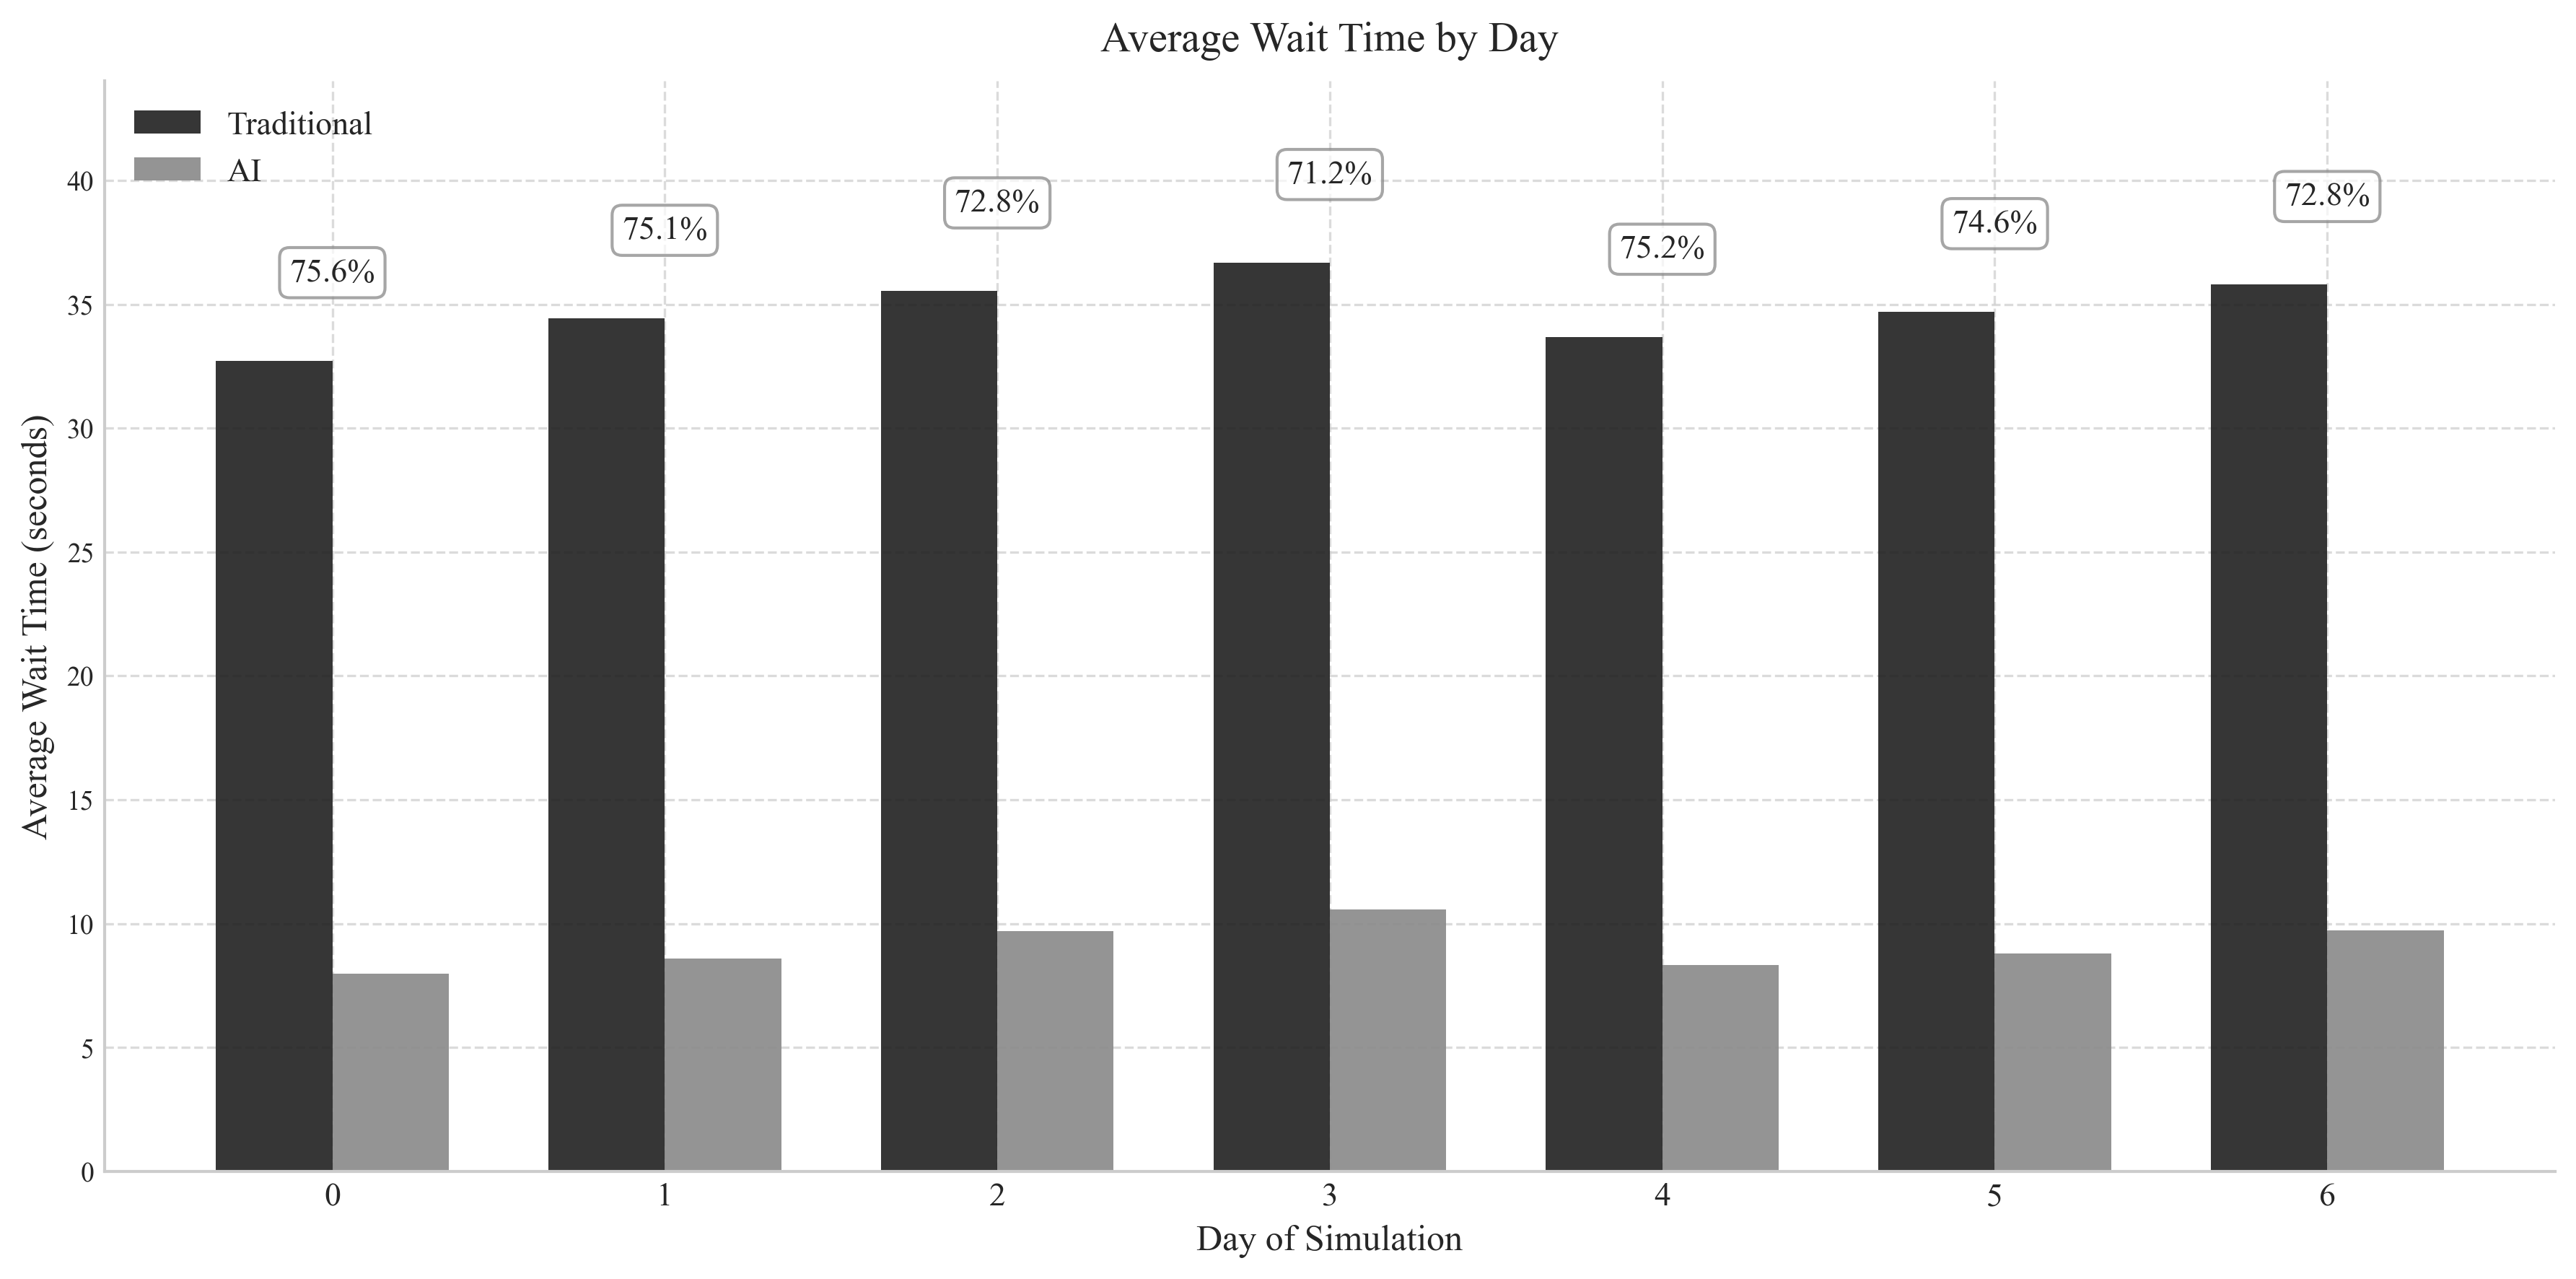 Average Wait Time by Day
Traditional
AI
75.6%
75.1%
72.8%
71.2%
75.2%
74.6%
72.8%
Average Wait Time (seconds)
40
35
30
25
20
15
10
5
0
0 1 2 3 4 5 6
Day of Simulation